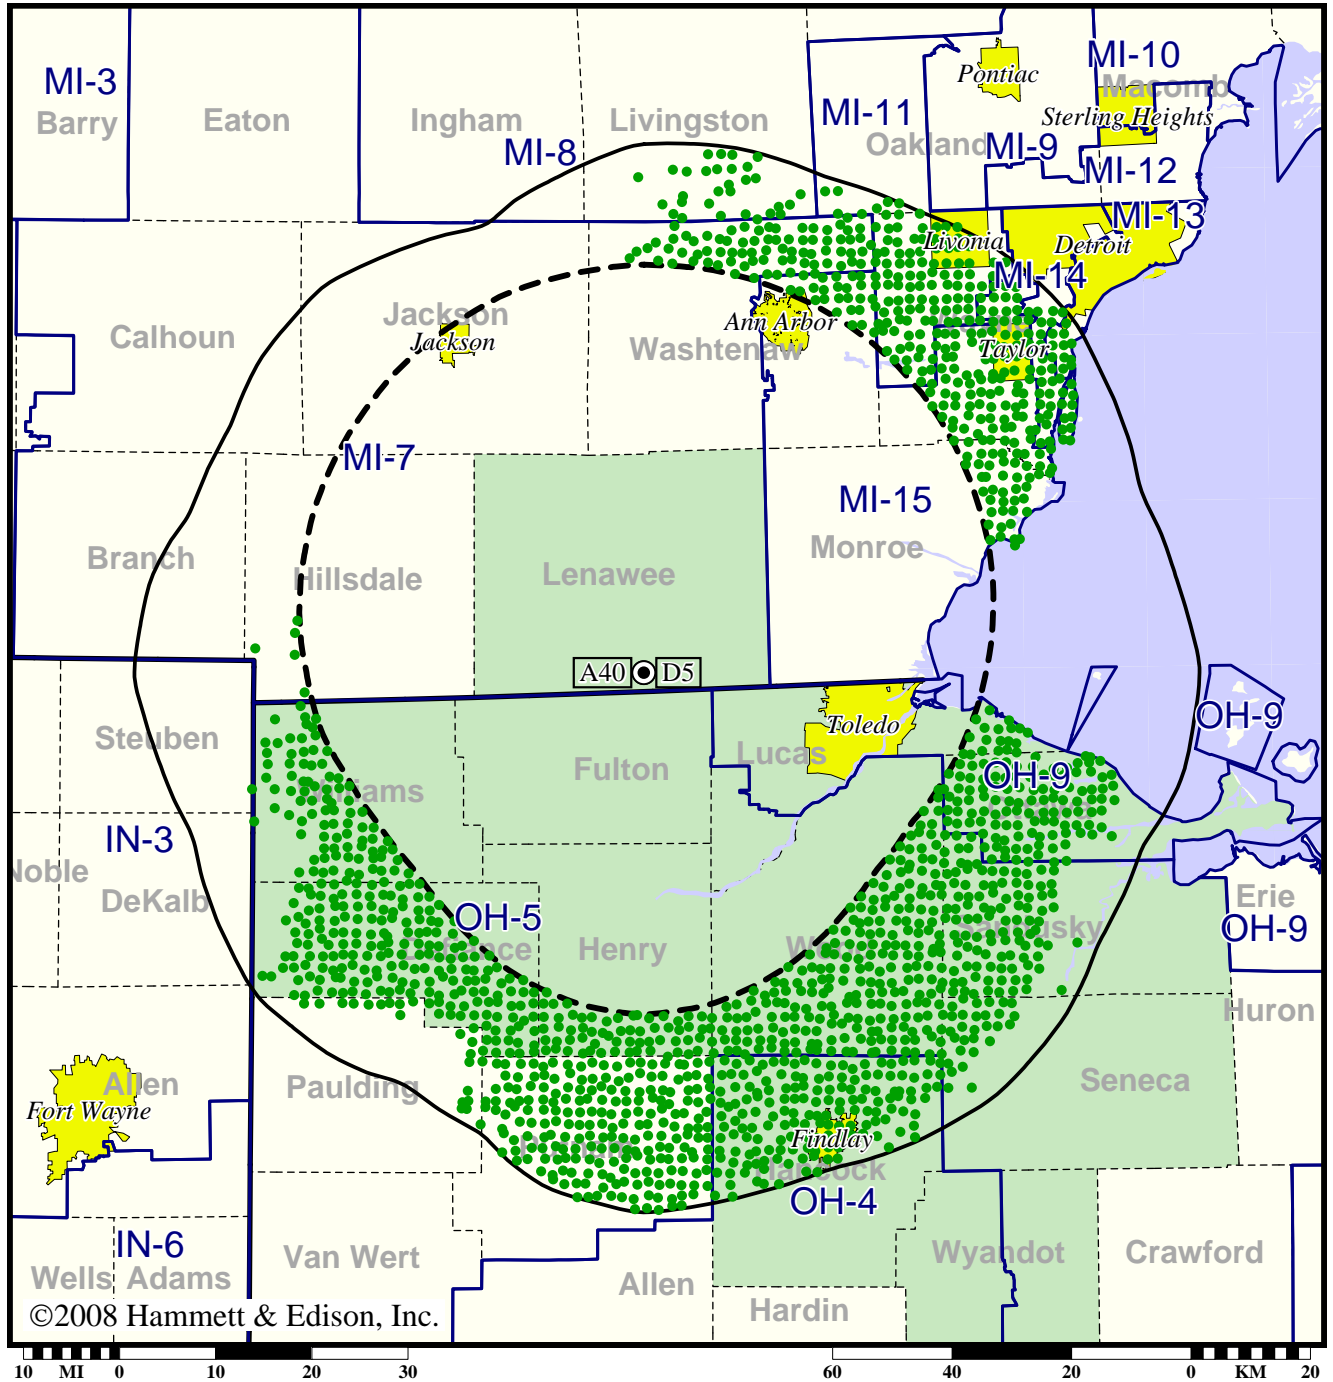 MI-3
Barry
Eaton
Ingham
Livingston
MI-8
MI-11
Oakland
Pontiac
MI-10
Macomb
Sterling Heights
MI-9
MI-12
MI-13
Livonia
Detroit
MI-14
Calhoun
Jackson
Jackson
Ann Arbor
Washtenaw
Taylor
MI-7
MI-15
Monroe
Branch
Hillsdale
Lenawee
A40
D5
Steuben
Fulton
Lucas
Toledo
OH-9
OH-9
IN-3
Noble
DeKalb
OH-5
Henry
Sandusky
Erie
OH-9
Huron
Allen
Fort Wayne
Paulding
Findlay
Hancock
Seneca
OH-4
IN-6
Wells
Adams
Van Wert
Allen
Wyandot
Crawford
Hardin
©2008 Hammett & Edison, Inc.
10 MI 0 10 20 30 60 40 20 0 KM 20